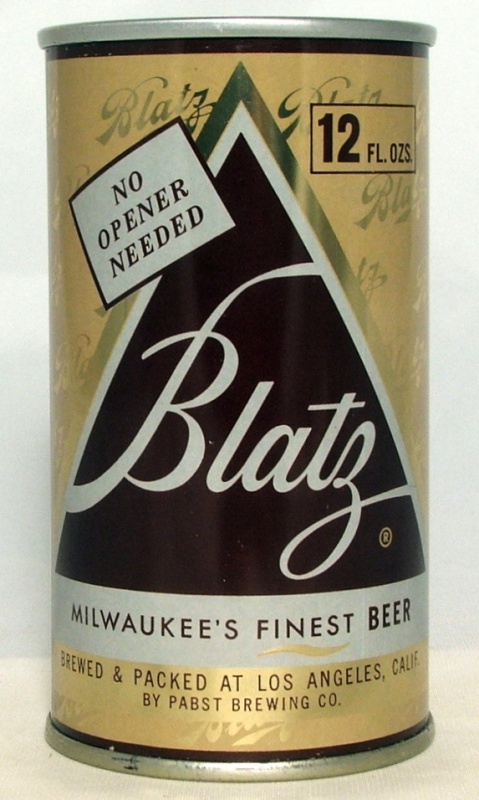 Blatz
12 FL. OZS.
NO
OPENER
NEEDED
Blatz
Blatz
®
MILWAUKEE'S FINEST BEER
BREWED & PACKED AT LOS ANGELES, CALIF.
BY PABST BREWING CO.